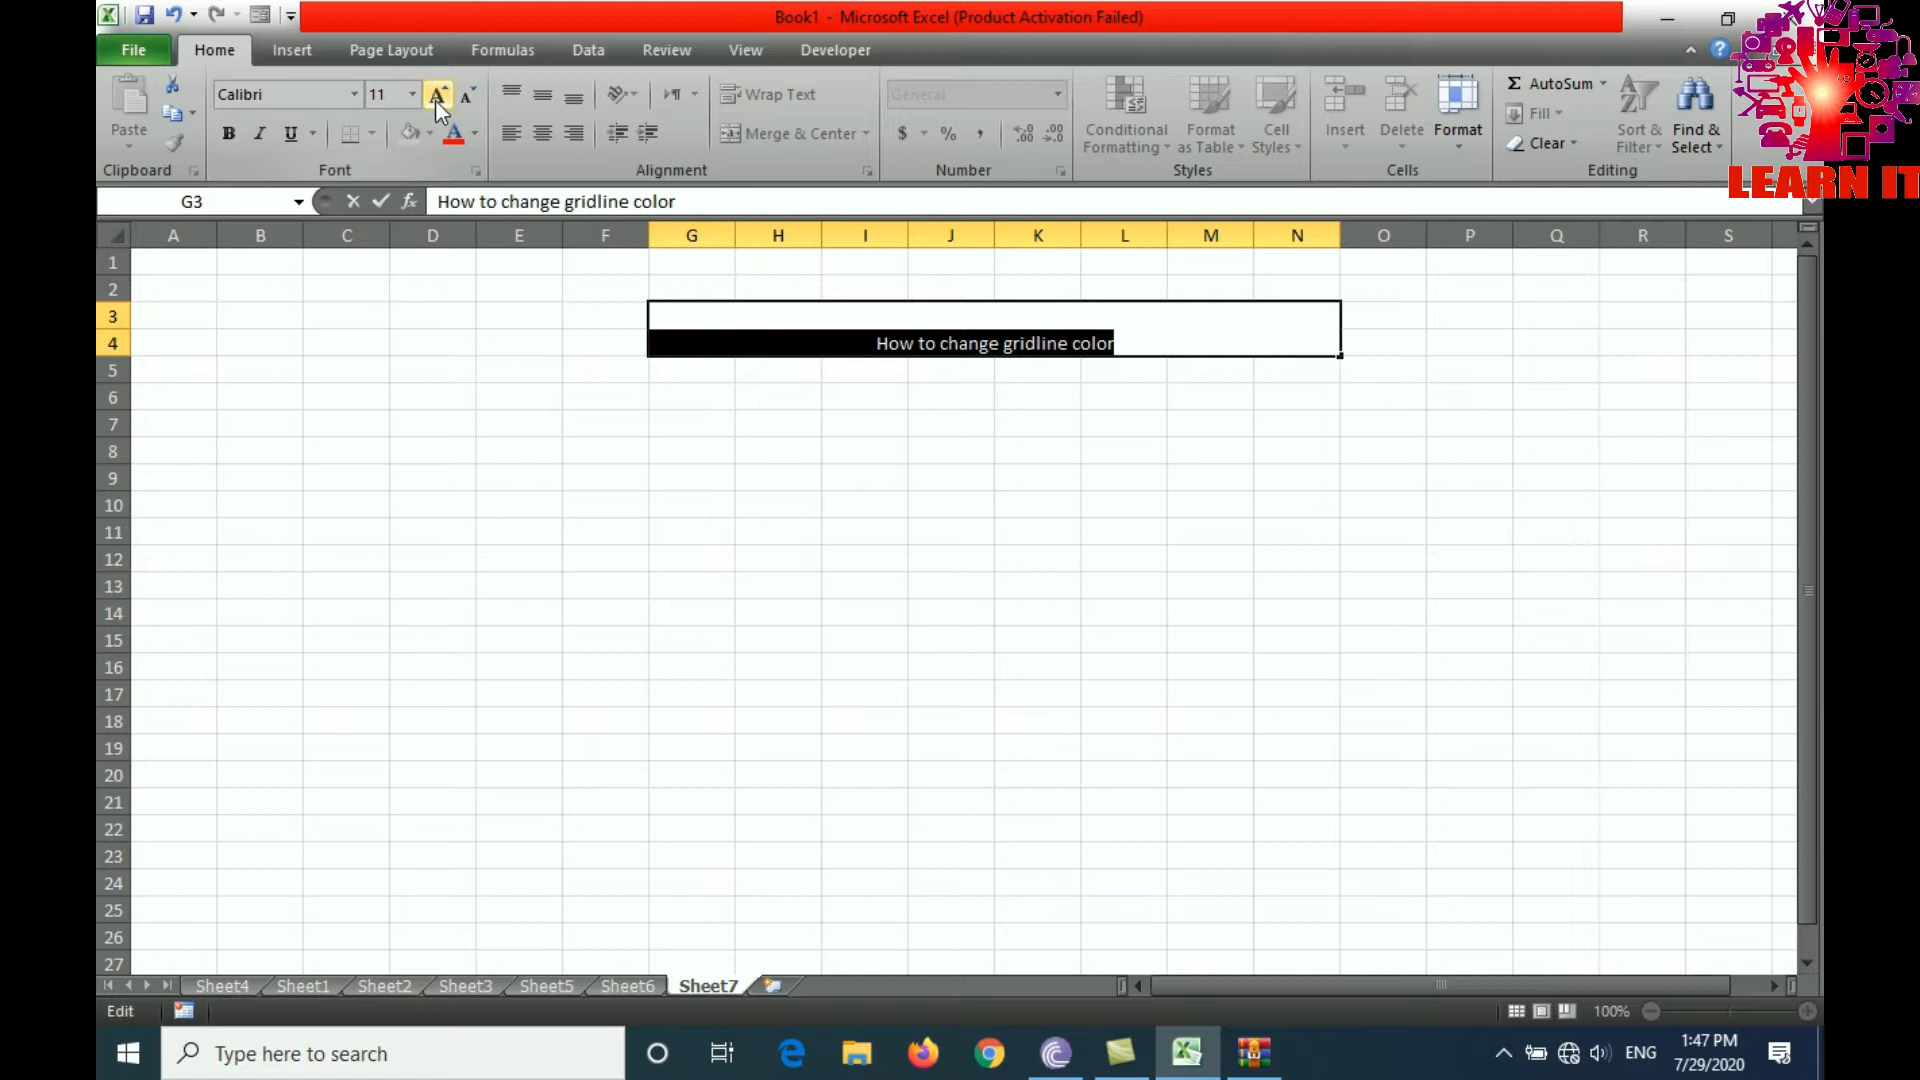 Book1 - Microsoft Excel (Product Activation Failed)
File Home Insert Page Layout Formulas Data Review View Developer
Calibri 11 Wrap Text General AutoSum
Paste B I U Merge & Center $ % , Conditional Formatting Format as Table Cell Styles Insert Delete Format Fill Clear Sort & Filter Find & Select
Clipboard Font Alignment Number Styles Cells Editing
LEARN IT
G3 fx How to change gridline color
A B C D E F G H I J K L M N O P Q R S
1
2
3
4 How to change gridline color
5
6
7
8
9
10
11
12
13
14
15
16
17
18
19
20
21
22
23
24
25
26
27
Sheet4 Sheet1 Sheet2 Sheet3 Sheet5 Sheet6 Sheet7
Edit 100%
Type here to search ENG 1:47 PM
7/29/2020